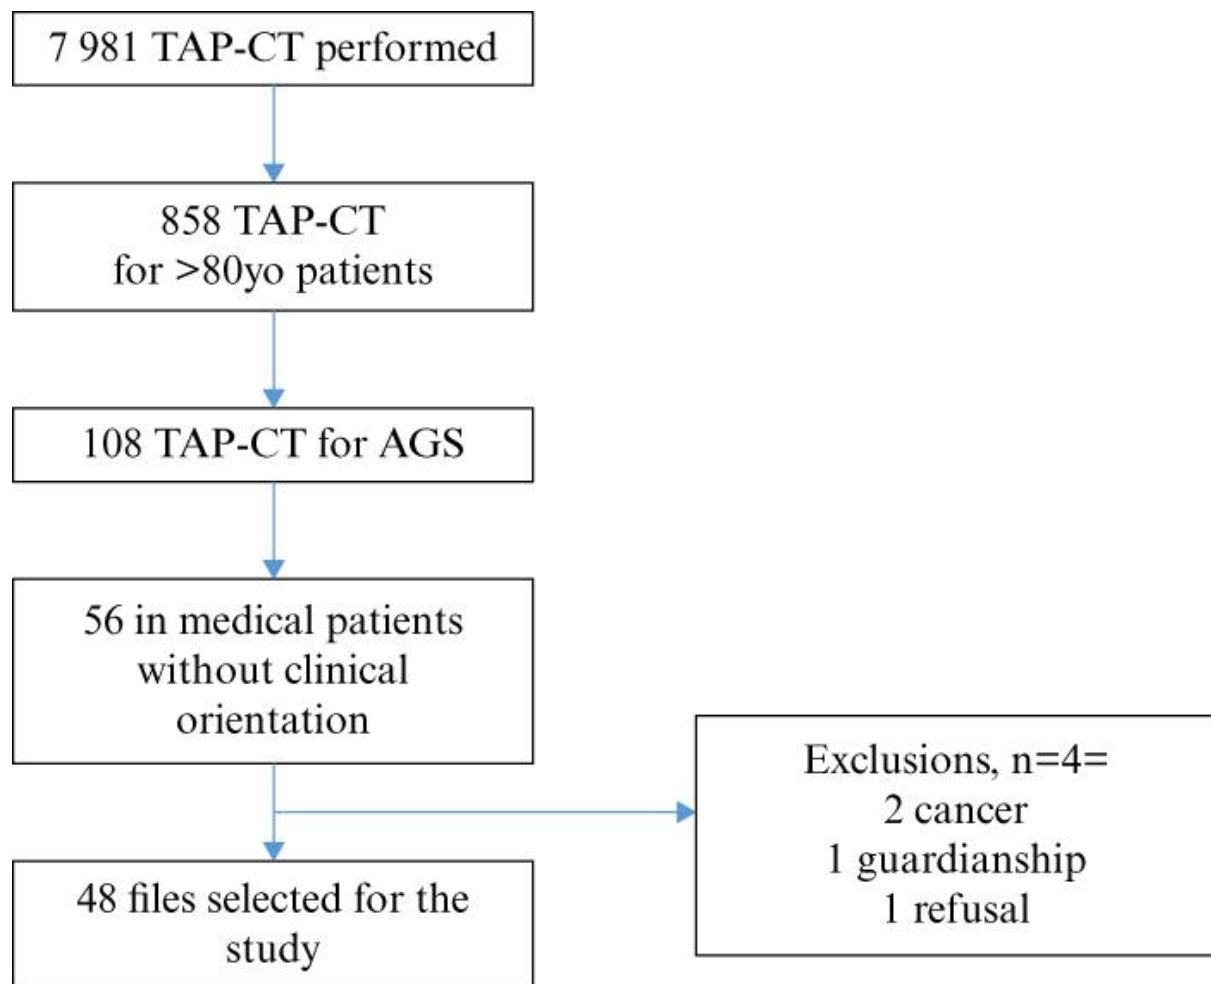 7 981 TAP-CT performed
858 TAP-CT
for >80yo patients
108 TAP-CT for AGS
56 in medical patients
without clinical
orientation
Exclusions, n=4=
2 cancer
1 guardianship
1 refusal
48 files selected for the
study